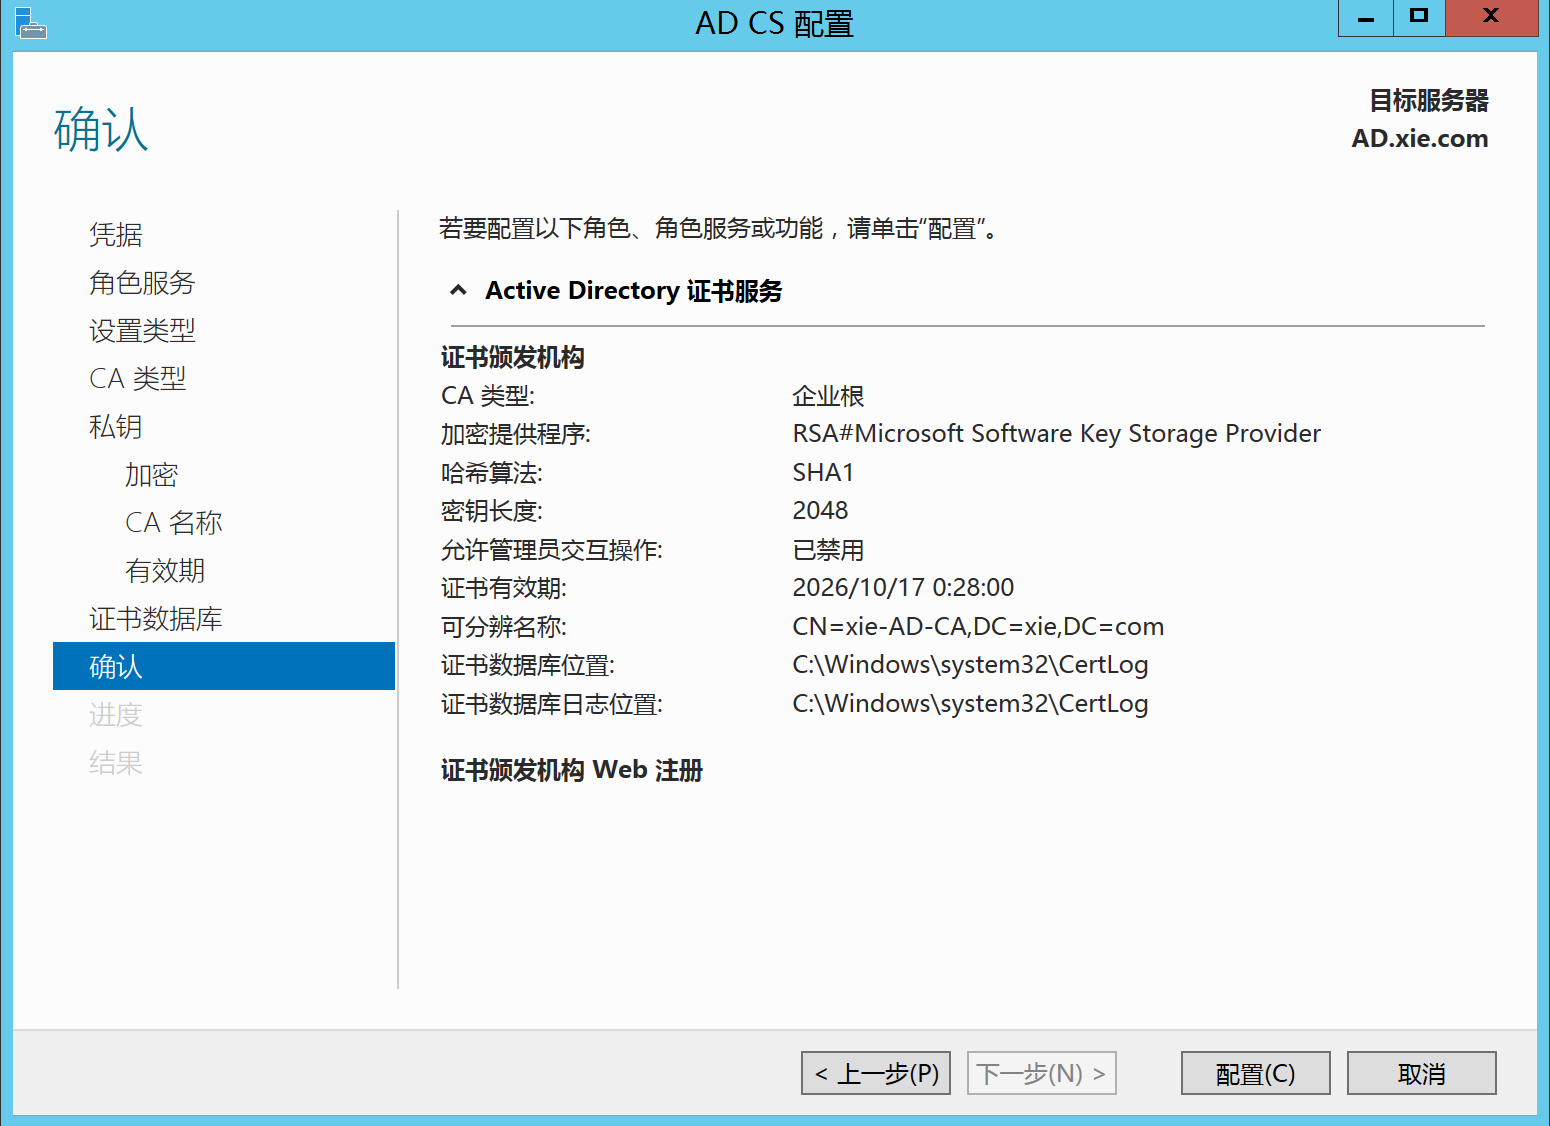 AD CS 配置
确认
目标服务器
AD.xie.com
凭据
角色服务
设置类型
CA 类型
私钥
加密
CA 名称
有效期
证书数据库
确认
进度
结果
若要配置以下角色、角色服务或功能，请单击“配置”。
Active Directory 证书服务
证书颁发机构
CA 类型: 企业根
加密提供程序: RSA#Microsoft Software Key Storage Provider
哈希算法: SHA1
密钥长度: 2048
允许管理员交互操作: 已禁用
证书有效期: 2026/10/17 0:28:00
可分辨名称: CN=xie-AD-CA,DC=xie,DC=com
证书数据库位置: C:\Windows\system32\CertLog
证书数据库日志位置: C:\Windows\system32\CertLog
证书颁发机构 Web 注册
< 上一步(P) 下一步(N) > 配置(C) 取消